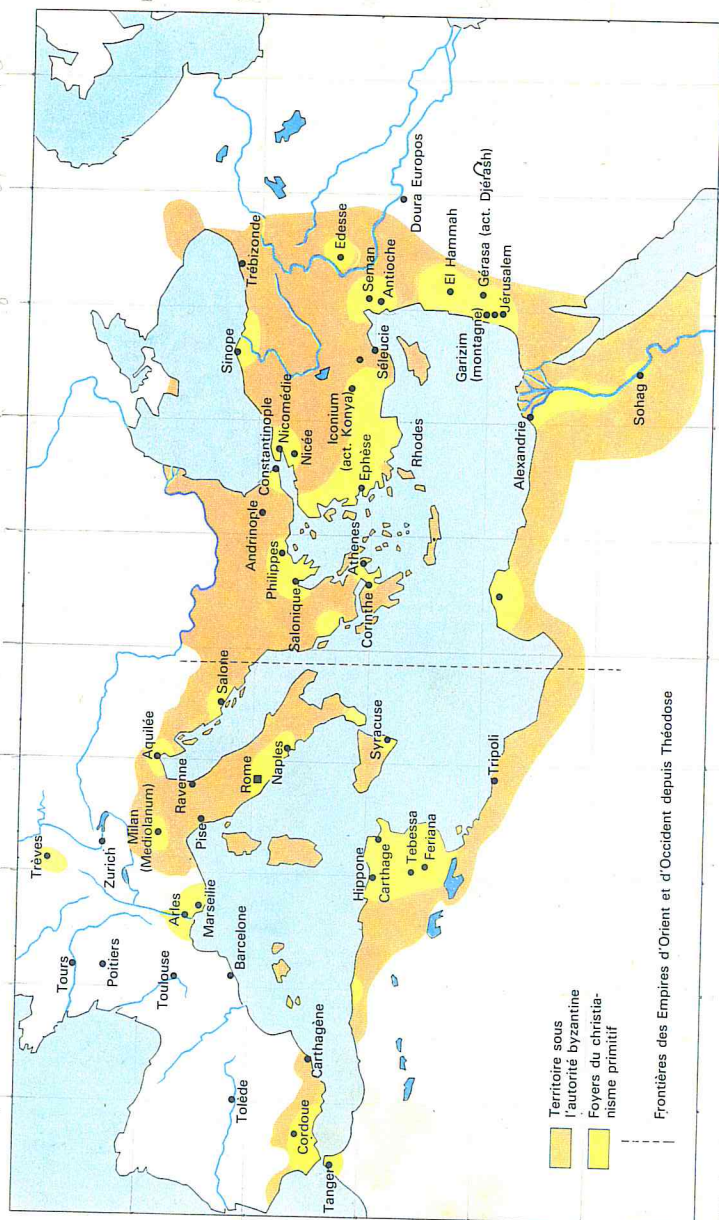 Trèves
Tours
Poitiers
Zurich
Milan
(Mediolanum)
Aquilée
Toulouse
Arles
Marseille
Pise
Ravenne
Salone
Barcelone
Rome
Naples
Tolède
Carthagène
Cordoue
Tanger
Hippone
Carthage
Tebessa
Feriana
Syracuse
Tripoli
Andrinople
Philippes
Salonique
Constantinople
Nicomédie
Nicée
Sinope
Trébizonde
Athènes
Corinthe
Ephèse
Iconium
(act. Konya)
Rhodes
Séleucie
Edesse
Seman
Antioche
Doura Europos
El Hammah
Gérasa (act. Djérash)
Garizim
(montagne)
Jérusalem
Alexandrie
Sohag
Territoire sous
l'autorité byzantine
Foyers du christia-
nisme primitif
Frontières des Empires d'Orient et d'Occident depuis Théodose